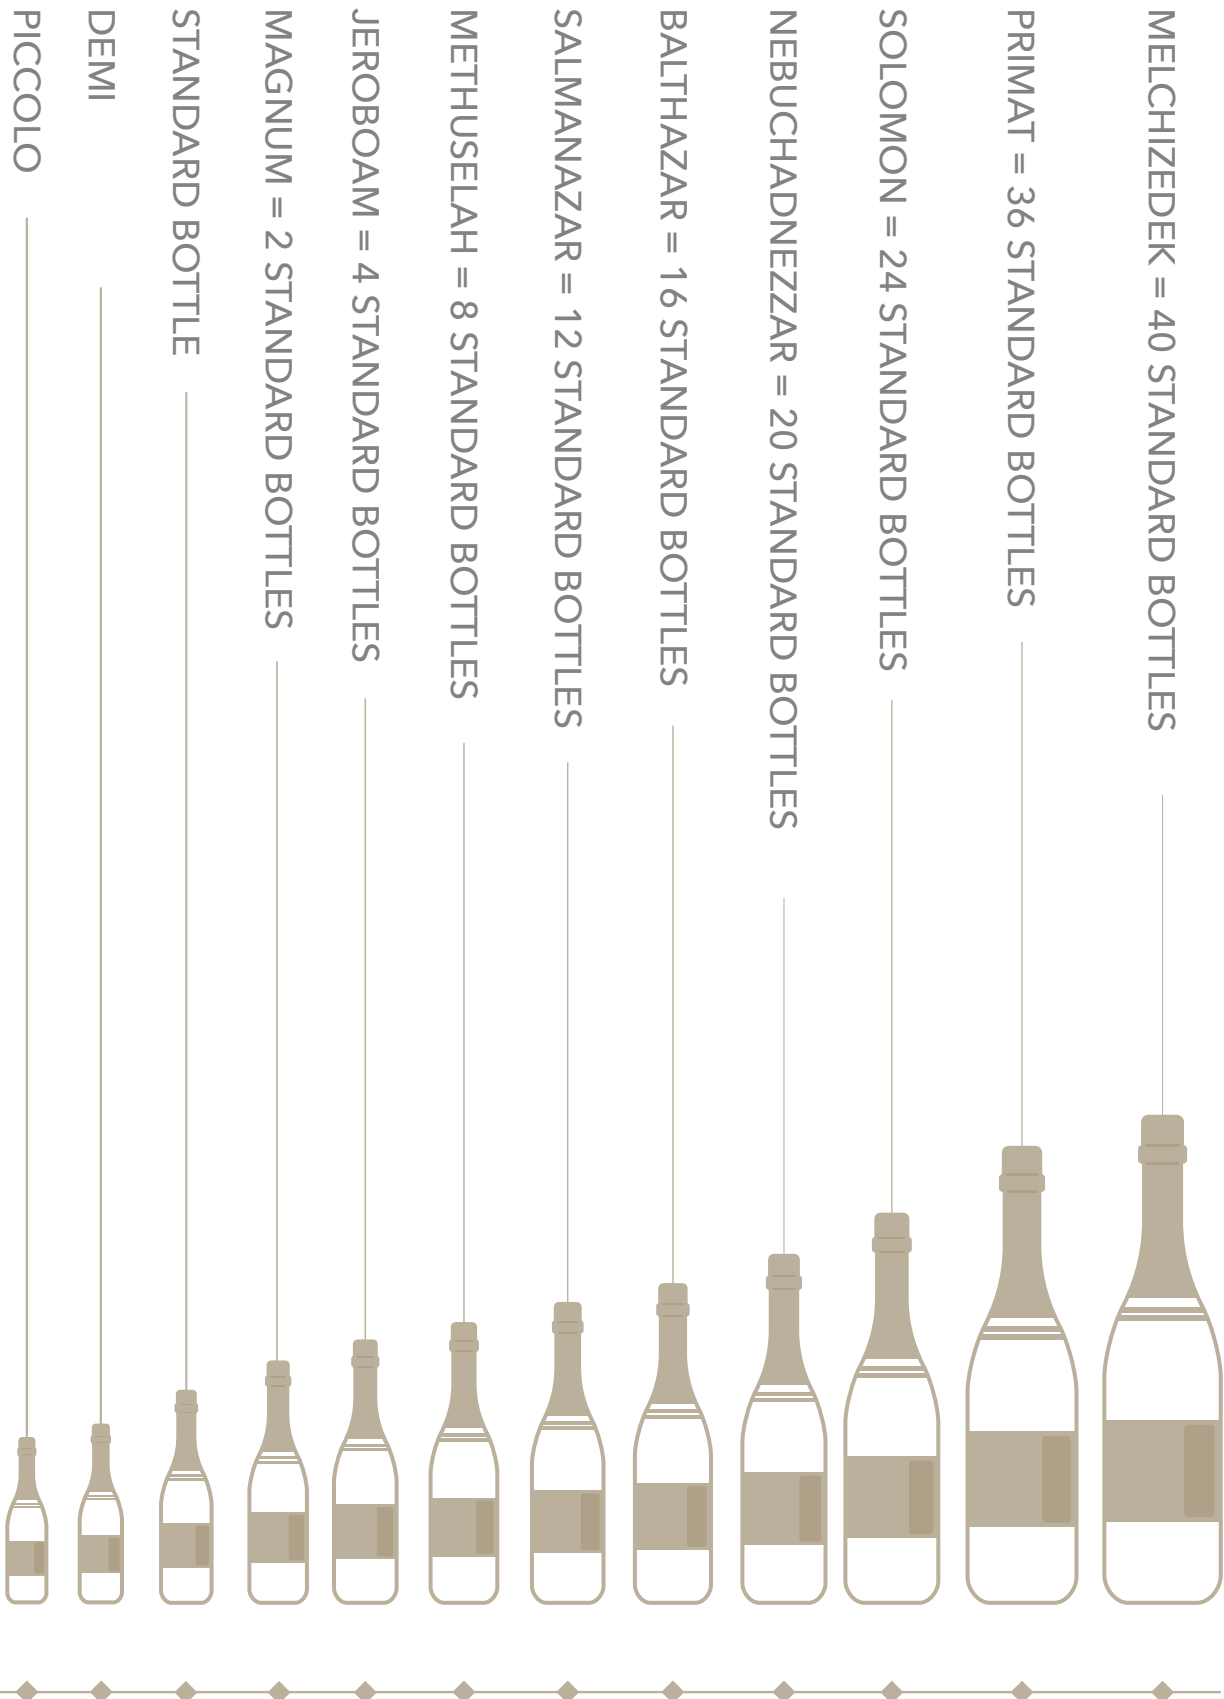 PICCOLO
DEMI
STANDARD BOTTLE
MAGNUM = 2 STANDARD BOTTLES
JEROBOAM = 4 STANDARD BOTTLES
METHUSELAH = 8 STANDARD BOTTLES
SALMANAZAR = 12 STANDARD BOTTLES
BALTHAZAR = 16 STANDARD BOTTLES
NEBUCHADNEZZAR = 20 STANDARD BOTTLES
SOLOMON = 24 STANDARD BOTTLES
PRIMAT = 36 STANDARD BOTTLES
MELCHIZEDEK = 40 STANDARD BOTTLES